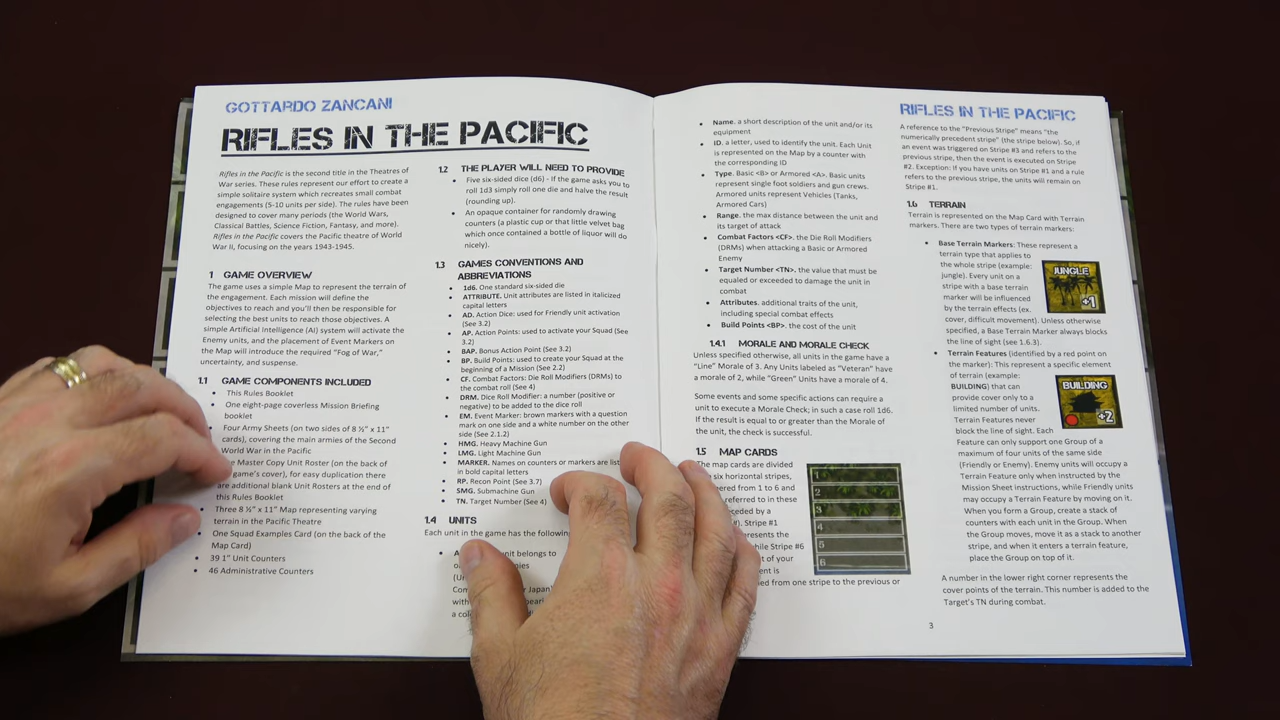 GOTTARDO ZANCANI
RIFLES IN THE PACIFIC
Rifles in the Pacific is the second title in the Theatres of
War series. These rules represent our effort to create a
simple solitaire system which recreates small combat
engagements (5-10 units per side). The rules have been
designed to cover many periods (the World Wars,
Classical Battles, Science Fiction, Fantasy, and more).
Rifles in the Pacific covers the Pacific theatre of World
War II, focusing on the years 1943-1945.
1 GAME OVERVIEW
The game uses a simple Map to represent the terrain of
the engagement. Each mission will define the
objectives to reach and you'll then be responsible for
selecting the best units to reach those objectives. A
simple Artificial Intelligence (AI) system will activate the
Enemy units, and the placement of Event Markers on
the Map will introduce the required "Fog of War,"
uncertainty, and suspense.
1.1 GAME COMPONENTS INCLUDED
• This Rules Booklet
• One eight-page coverless Mission Briefing
booklet
• Four Army Sheets (on two sides of 8 ½" x 11"
cards), covering the main armies of the Second
World War in the Pacific
Master Copy Unit Roster (on the back of
game's cover), for easy duplication there
are additional blank Unit Rosters at the end of
this Rules Booklet
• Three 8 ½" x 11" Map representing varying
terrain in the Pacific Theatre
• One Squad Examples Card (on the back of the
Map Card)
• 39 1" Unit Counters
• 46 Administrative Counters
1.2 THE PLAYER WILL NEED TO PROVIDE
• Five six-sided dice (d6) - If the game asks you to
roll 1d3 simply roll one die and halve the result
(rounding up).
• An opaque container for randomly drawing
counters (a plastic cup or that little velvet bag
which once contained a bottle of liquor will do
nicely).
1.3 GAMES CONVENTIONS AND
ABBREVIATIONS
• 1d6. One standard six-sided die
• ATTRIBUTE. Unit attributes are listed in italicized
capital letters
• AD. Action Dice: used for Friendly unit activation
(See 3.2)
• AP. Action Points: used to activate your Squad (See
3.2)
• BAP. Bonus Action Point (See 3.2)
• BP. Build Points: used to create your Squad at the
beginning of a Mission (See 2.2)
• CF. Combat Factors: Die Roll Modifiers (DRMs) to
the combat roll (See 4)
• DRM. Dice Roll Modifier: a number (positive or
negative) to be added to the dice roll
• EM. Event Marker: brown markers with a question
mark on one side and a white number on the other
side (See 2.1.2)
• HMG. Heavy Machine Gun
• LMG. Light Machine Gun
• MARKER. Names on counters or markers are list
in bold capital letters
• RP. Recon Point (See 3.7)
• SMG. Submachine Gun
• TN. Target Number (See 4)
1.4 UNITS
Each unit in the game has the following
• A nit belongs to
Japan
with
a col
• Name. a short description of the unit and/or its
equipment
• ID. a letter, used to identify the unit. Each Unit
is represented on the Map by a counter with
the corresponding ID
• Type. Basic <B> or Armored <A>. Basic units
represent single foot soldiers and gun crews.
Armored units represent Vehicles (Tanks,
Armored Cars)
• Range. the max distance between the unit and
its target of attack
• Combat Factors <CF>. the Die Roll Modifiers
(DRMs) when attacking a Basic or Armored
Enemy
• Target Number <TN>. the value that must be
equaled or exceeded to damage the unit in
combat
• Attributes. additional traits of the unit,
including special combat effects
• Build Points <BP>. the cost of the unit
1.4.1 MORALE AND MORALE CHECK
Unless specified otherwise, all units in the game have a
"Line" Morale of 3. Any Units labeled as "Veteran" have
a morale of 2, while "Green" Units have a morale of 4.
Some events and some specific actions can require a
unit to execute a Morale Check; in such a case roll 1d6.
If the result is equal to or greater than the Morale of
the unit, the check is successful.
1.5 MAP CARDS
The map cards are divided
six horizontal stripes,
ered from 1 to 6 and
referred to in these
ceded by a
Stripe #1
presents the
hile Stripe #6
t of your
ent is
ed from one stripe to the previous or
1
2
3
4
5
6
RIFLES IN THE PACIFIC
A reference to the "Previous Stripe" means "the
numerically precedent stripe" (the stripe below). So, if
an event was triggered on Stripe #3 and refers to the
previous stripe, then the event is executed on Stripe
#2. Exception: If you have units on Stripe #1 and a rule
refers to the previous stripe, the units will remain on
Stripe #1.
1.6 TERRAIN
Terrain is represented on the Map Card with Terrain
markers. There are two types of terrain markers:
• Base Terrain Markers: These represent a
terrain type that applies to
the whole stripe (example:
jungle). Every unit on a
stripe with a base terrain
marker will be influenced
by the terrain effects (ex.
cover, difficult movement). Unless otherwise
specified, a Base Terrain Marker always blocks
the line of sight (see 1.6.3).
JUNGLE
+1
• Terrain Features (identified by a red point on
the marker): This represent a specific element
of terrain (example:
BUILDING) that can
provide cover only to a
limited number of units.
Terrain Features never
block the line of sight. Each
Feature can only support one Group of a
maximum of four units of the same side
(Friendly or Enemy). Enemy units will occupy a
Terrain Feature only when instructed by the
Mission Sheet instructions, while Friendly units
may occupy a Terrain Feature by moving on it.
When you form a Group, create a stack of
counters with each unit in the Group. When
the Group moves, move it as a stack to another
stripe, and when it enters a terrain feature,
place the Group on top of it.
BUILDING
+2
A number in the lower right corner represents the
cover points of the terrain. This number is added to the
Target's TN during combat.
3